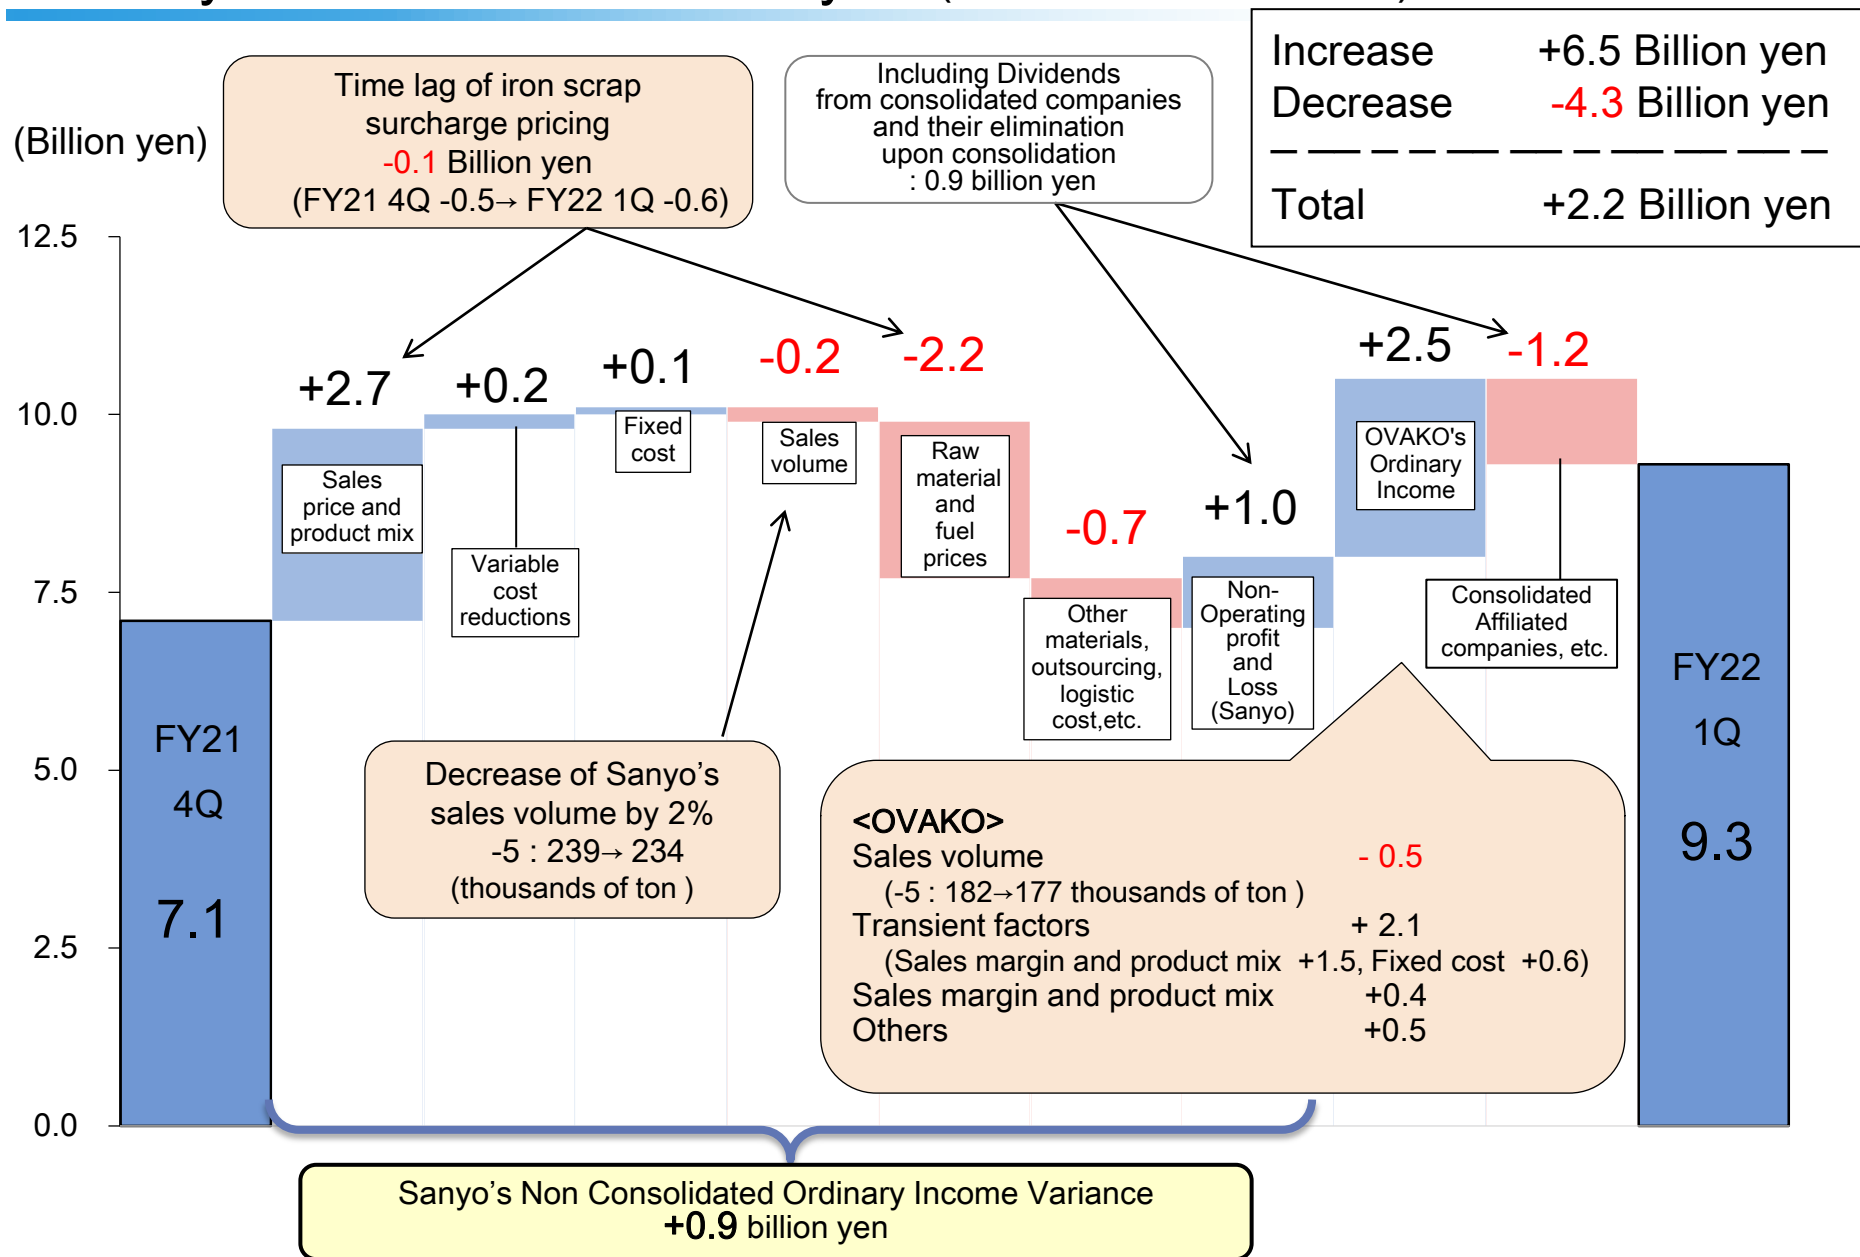 Increase +6.5 Billion yen
Decrease -4.3 Billion yen
Total +2.2 Billion yen
Time lag of iron scrap
surcharge pricing
-0.1 Billion yen
(FY21 4Q -0.5→ FY22 1Q -0.6)
Including Dividends
from consolidated companies
and their elimination
upon consolidation
: 0.9 billion yen
(Billion yen)
12.5
10.0
7.5
5.0
2.5
0.0
+2.7
+0.2
+0.1
-0.2
-2.2
-0.7
+1.0
+2.5
-1.2
Sales
price and
product mix
Variable
cost
reductions
Fixed
cost
Sales
volume
Raw
material
and
fuel
prices
Other
materials,
outsourcing,
logistic
cost,etc.
Non-
Operating
profit
and
Loss
(Sanyo)
OVAKO's
Ordinary
Income
Consolidated
Affiliated
companies, etc.
FY21
4Q
7.1
FY22
1Q
9.3
Decrease of Sanyo’s
sales volume by 2%
-5 : 239→ 234
(thousands of ton )
<OVAKO>
Sales volume - 0.5
(-5 : 182→177 thousands of ton )
Transient factors + 2.1
(Sales margin and product mix +1.5, Fixed cost +0.6)
Sales margin and product mix +0.4
Others +0.5
Sanyo’s Non Consolidated Ordinary Income Variance
+0.9 billion yen